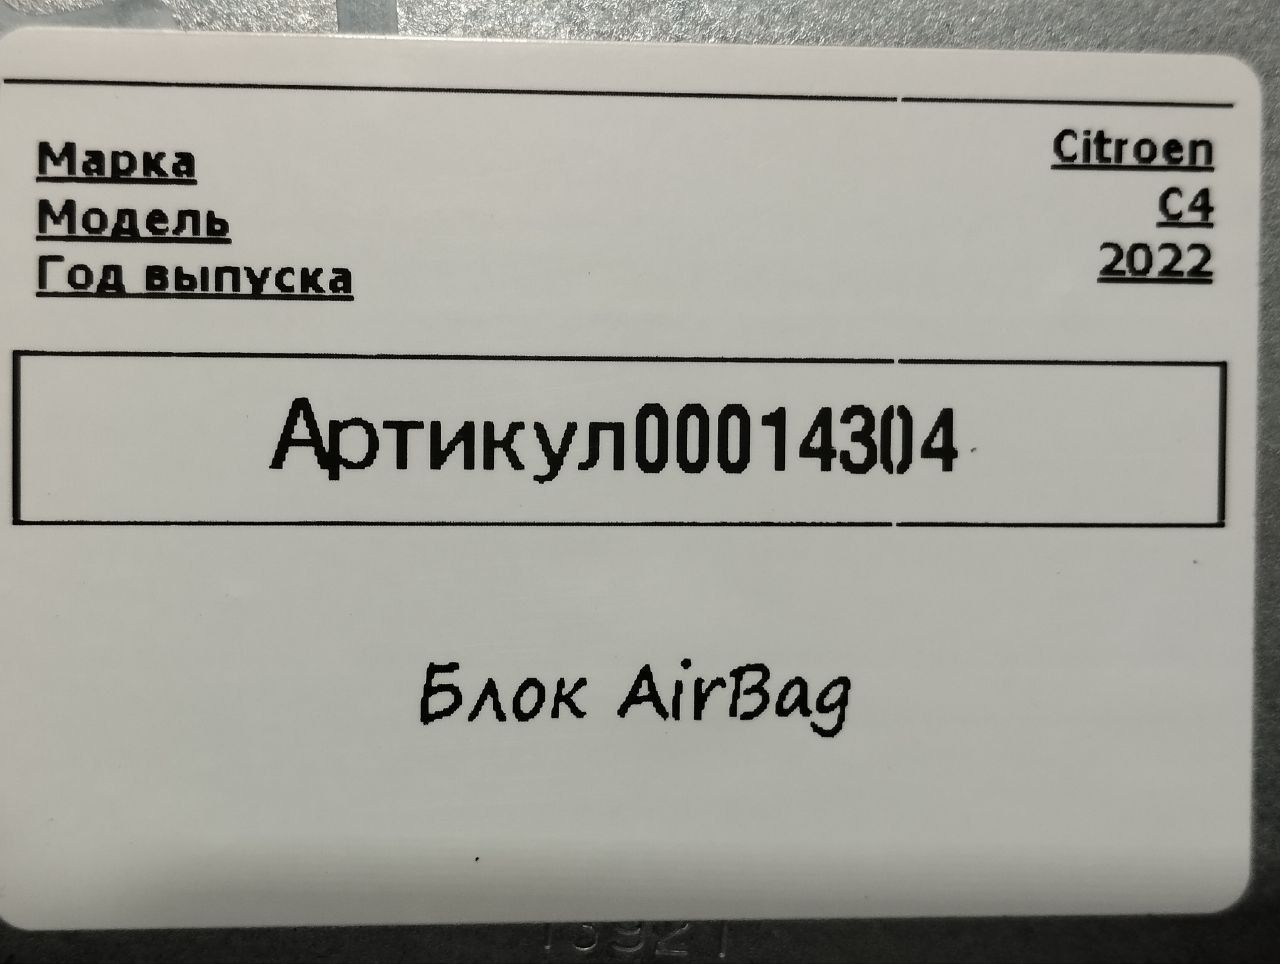 Марка Citroen
Модель C4
Год выпуска 2022
Артикул00014304
Блок AirBag